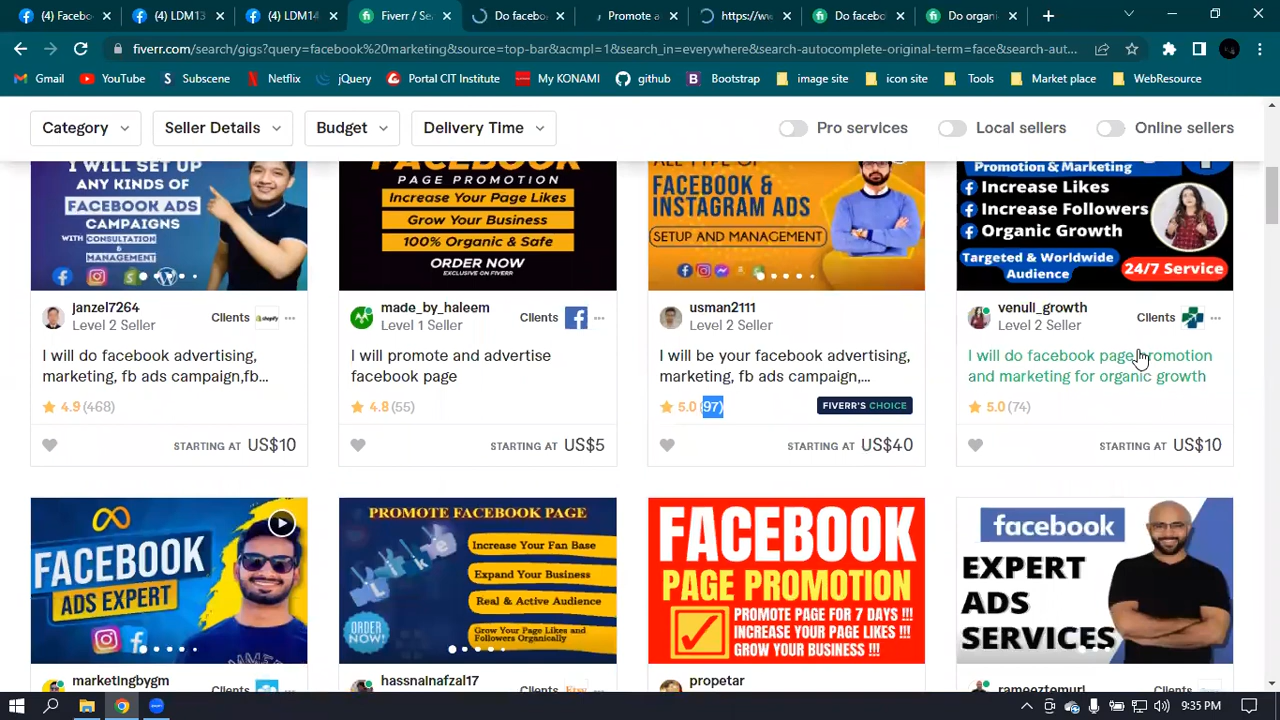 (4) Faceb
(4) LDM13
(4) LDM14
Fiverr / Se
Do faceb
Promote a
https://ww
Do facebo
Do organi
fiverr.com/search/gigs?query=facebook%20marketing&source=top-bar&acmpl=1&search_in=everywhere&search-autocomplete-original-term=face&search-aut...
Gmail
YouTube
Subscene
Netflix
jQuery
Portal CIT Institute
My KONAMI
github
Bootstrap
image site
icon site
Tools
Market place
WebResource
Category
Seller Details
Budget
Delivery Time
Pro services
Local sellers
Online sellers
I WILL SET UP
ANY KINDS OF
FACEBOOK ADS
CAMPAIGNS
WITH CONSULTATION
&
MANAGEMENT
FACEBOOK
PAGE PROMOTION
Increase Your Page Likes
Grow Your Business
100% Organic & Safe
ORDER NOW
EXCLUSIVE ON FIVERR
ALL TYPE OF
FACEBOOK &
INSTAGRAM ADS
SETUP AND MANAGEMENT
Promotion & Marketing
Increase Likes
Increase Followers
Organic Growth
Targeted & Worldwide
Audience
24/7 Service
janzel7264
Level 2 Seller
Clients
shopify
made_by_haleem
Level 1 Seller
Clients
usman2111
Level 2 Seller
venull_growth
Level 2 Seller
Clients
I will do facebook advertising,
marketing, fb ads campaign,fb...
I will promote and advertise
facebook page
I will be your facebook advertising,
marketing, fb ads campaign,...
I will do facebook page promotion
and marketing for organic growth
4.9 (468)
4.8 (55)
5.0 (97)
FIVERR'S CHOICE
5.0 (74)
STARTING AT US$10
STARTING AT US$5
STARTING AT US$40
STARTING AT US$10
FACEBOOK
ADS EXPERT
PROMOTE FACEBOOK PAGE
Like
Increase Your Fan Base
Expand Your Business
Real & Active Audience
Grow Your Page Likes and
Followers Organically
ORDER
NOW!
FACEBOOK
PAGE PROMOTION
PROMOTE PAGE FOR 7 DAYS !!!
INCREASE YOUR PAGE LIKES !!!
GROW YOUR BUSINESS !!!
facebook
EXPERT
ADS
SERVICES
marketingbygm
Clients
hassnainafzal17
Clients
Etsy
propetar
rameeztemurl
Clients
9:35 PM